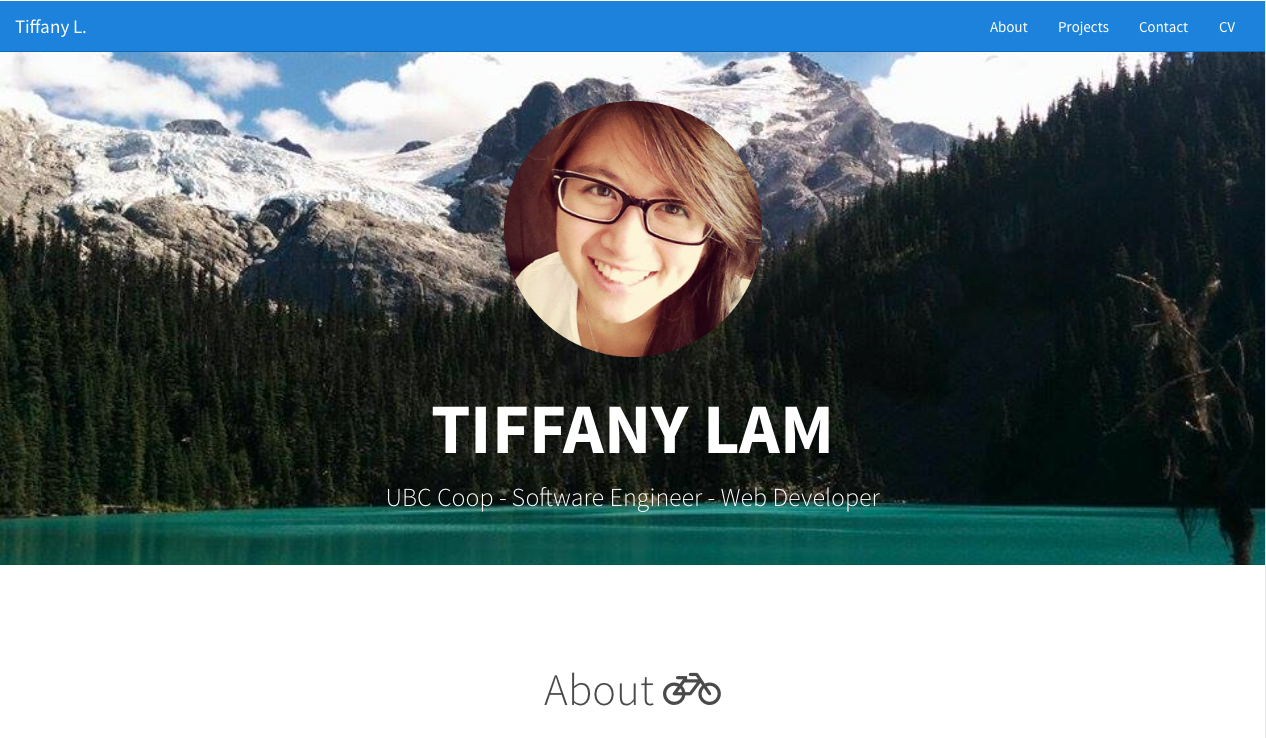 Tiffany L.
About Projects Contact CV
TIFFANY LAM
UBC Coop - Software Engineer - Web Developer
About